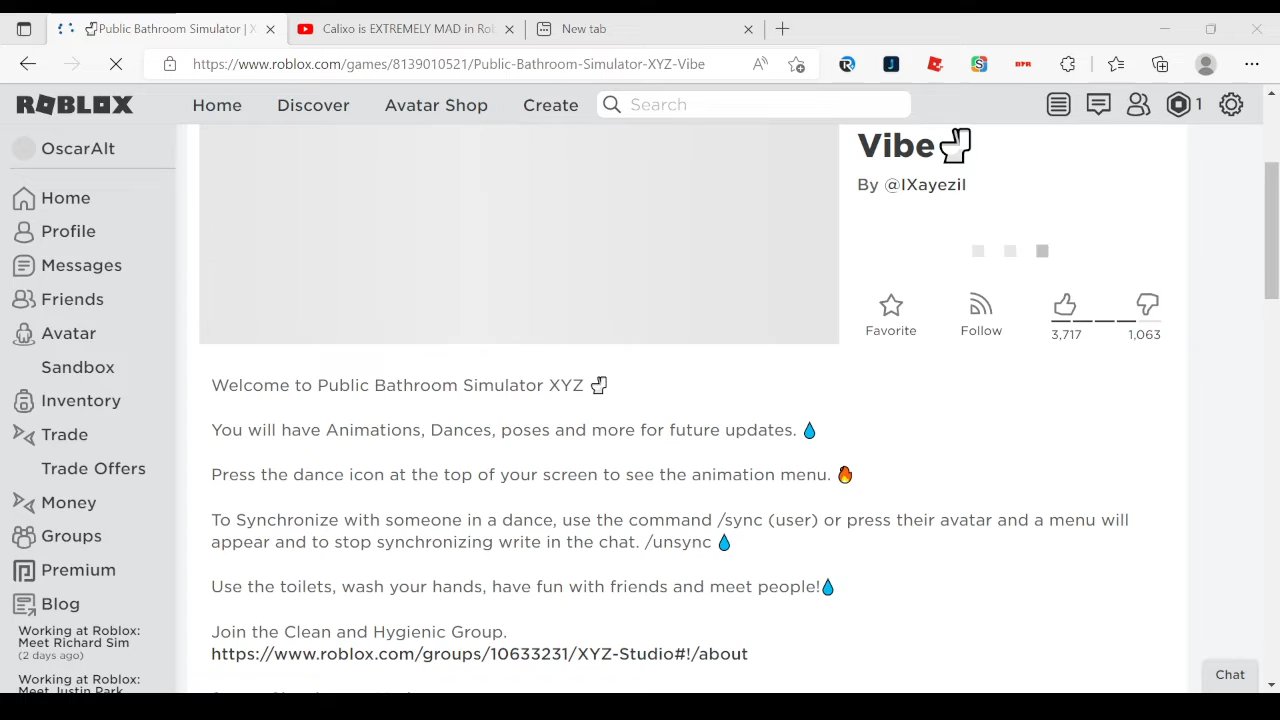 Public Bathroom Simulator | X
Calixo is EXTREMELY MAD in Rob
New tab
https://www.roblox.com/games/8139010521/Public-Bathroom-Simulator-XYZ-Vibe
ROBLOX
Home
Discover
Avatar Shop
Create
Search
1
OscarAlt
Home
Profile
Messages
Friends
Avatar
Sandbox
Inventory
Trade
Trade Offers
Money
Groups
Premium
Blog
Working at Roblox:
Meet Richard Sim
(2 days ago)
Working at Roblox:
Meet Justin Park
Vibe🚽
By @IXayezil
Favorite
Follow
3,717
1,063
Welcome to Public Bathroom Simulator XYZ 🚽
You will have Animations, Dances, poses and more for future updates. 💧
Press the dance icon at the top of your screen to see the animation menu. 🔥
To Synchronize with someone in a dance, use the command /sync (user) or press their avatar and a menu will
appear and to stop synchronizing write in the chat. /unsync 💧
Use the toilets, wash your hands, have fun with friends and meet people!💧
Join the Clean and Hygienic Group.
https://www.roblox.com/groups/10633231/XYZ-Studio#!/about
Chat